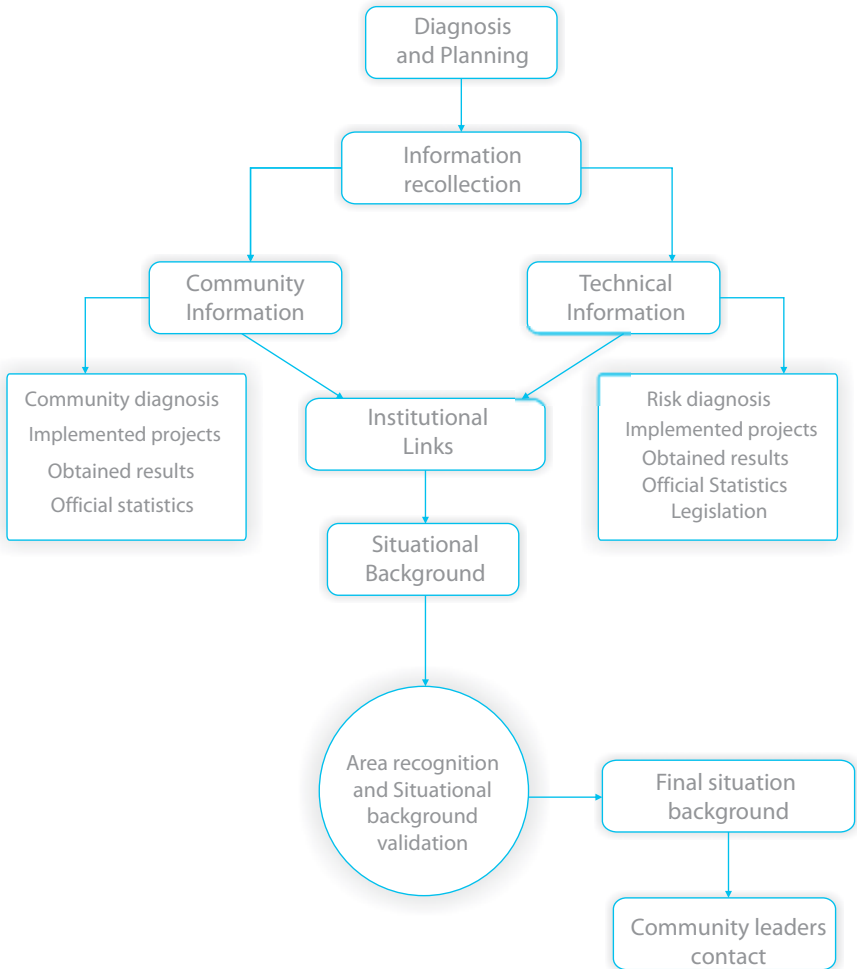 Diagnosis
and Planning
Information
recollection
Community
Information
Technical
Information
Community diagnosis
Implemented projects
Obtained results
Official statistics
Institutional
Links
Risk diagnosis
Implemented projects
Obtained results
Official Statistics
Legislation
Situational
Background
Area recognition
and Situational
background
validation
Final situation
background
Community leaders
contact